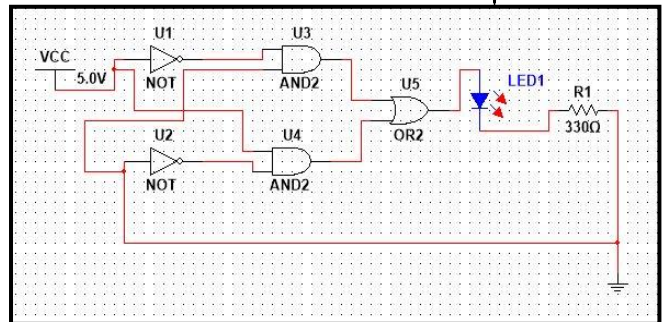 U1
U3
VCC
5.0V
NOT
AND2
U5
LED1
R1
330Ω
OR2
U2
U4
NOT
AND2